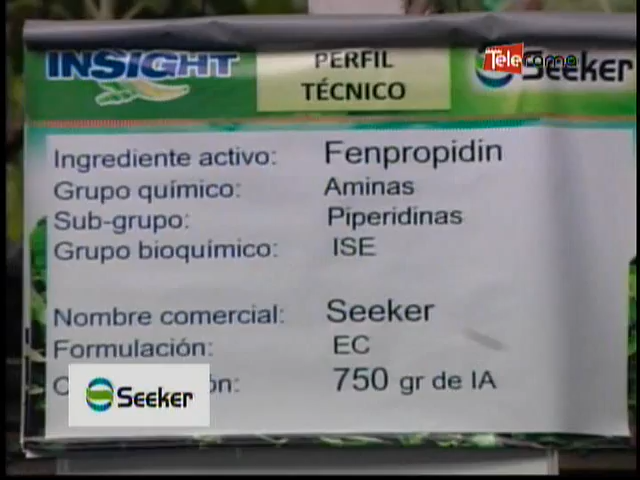 INSIGHT
PERFIL
TÉCNICO
Tele
Seeker
Ingrediente activo: Fenpropidin
Grupo químico: Aminas
Sub-grupo: Piperidinas
Grupo bioquímico: ISE
Nombre comercial: Seeker
Formulación: EC
750 gr de IA
Seeker